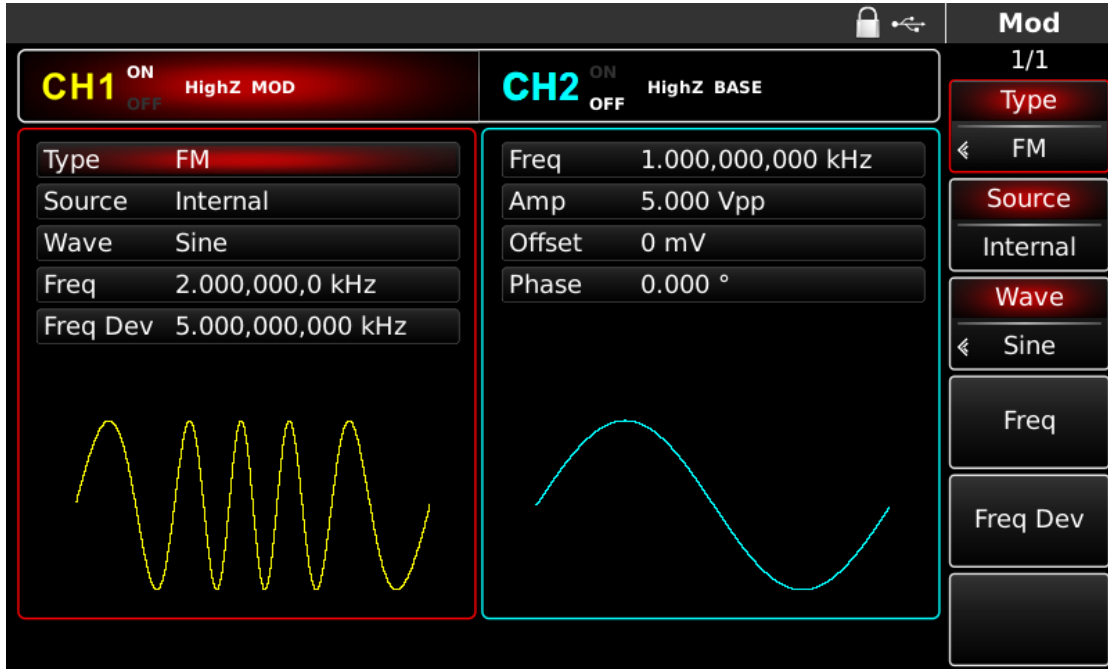 Mod
1/1
CH1 ON OFF HighZ MOD
CH2 ON OFF HighZ BASE
Type FM
Source Internal
Wave Sine
Freq 2.000,000,0 kHz
Freq Dev 5.000,000,000 kHz
Freq 1.000,000,000 kHz
Amp 5.000 Vpp
Offset 0 mV
Phase 0.000 °
Type
FM
Source
Internal
Wave
Sine
Freq
Freq Dev